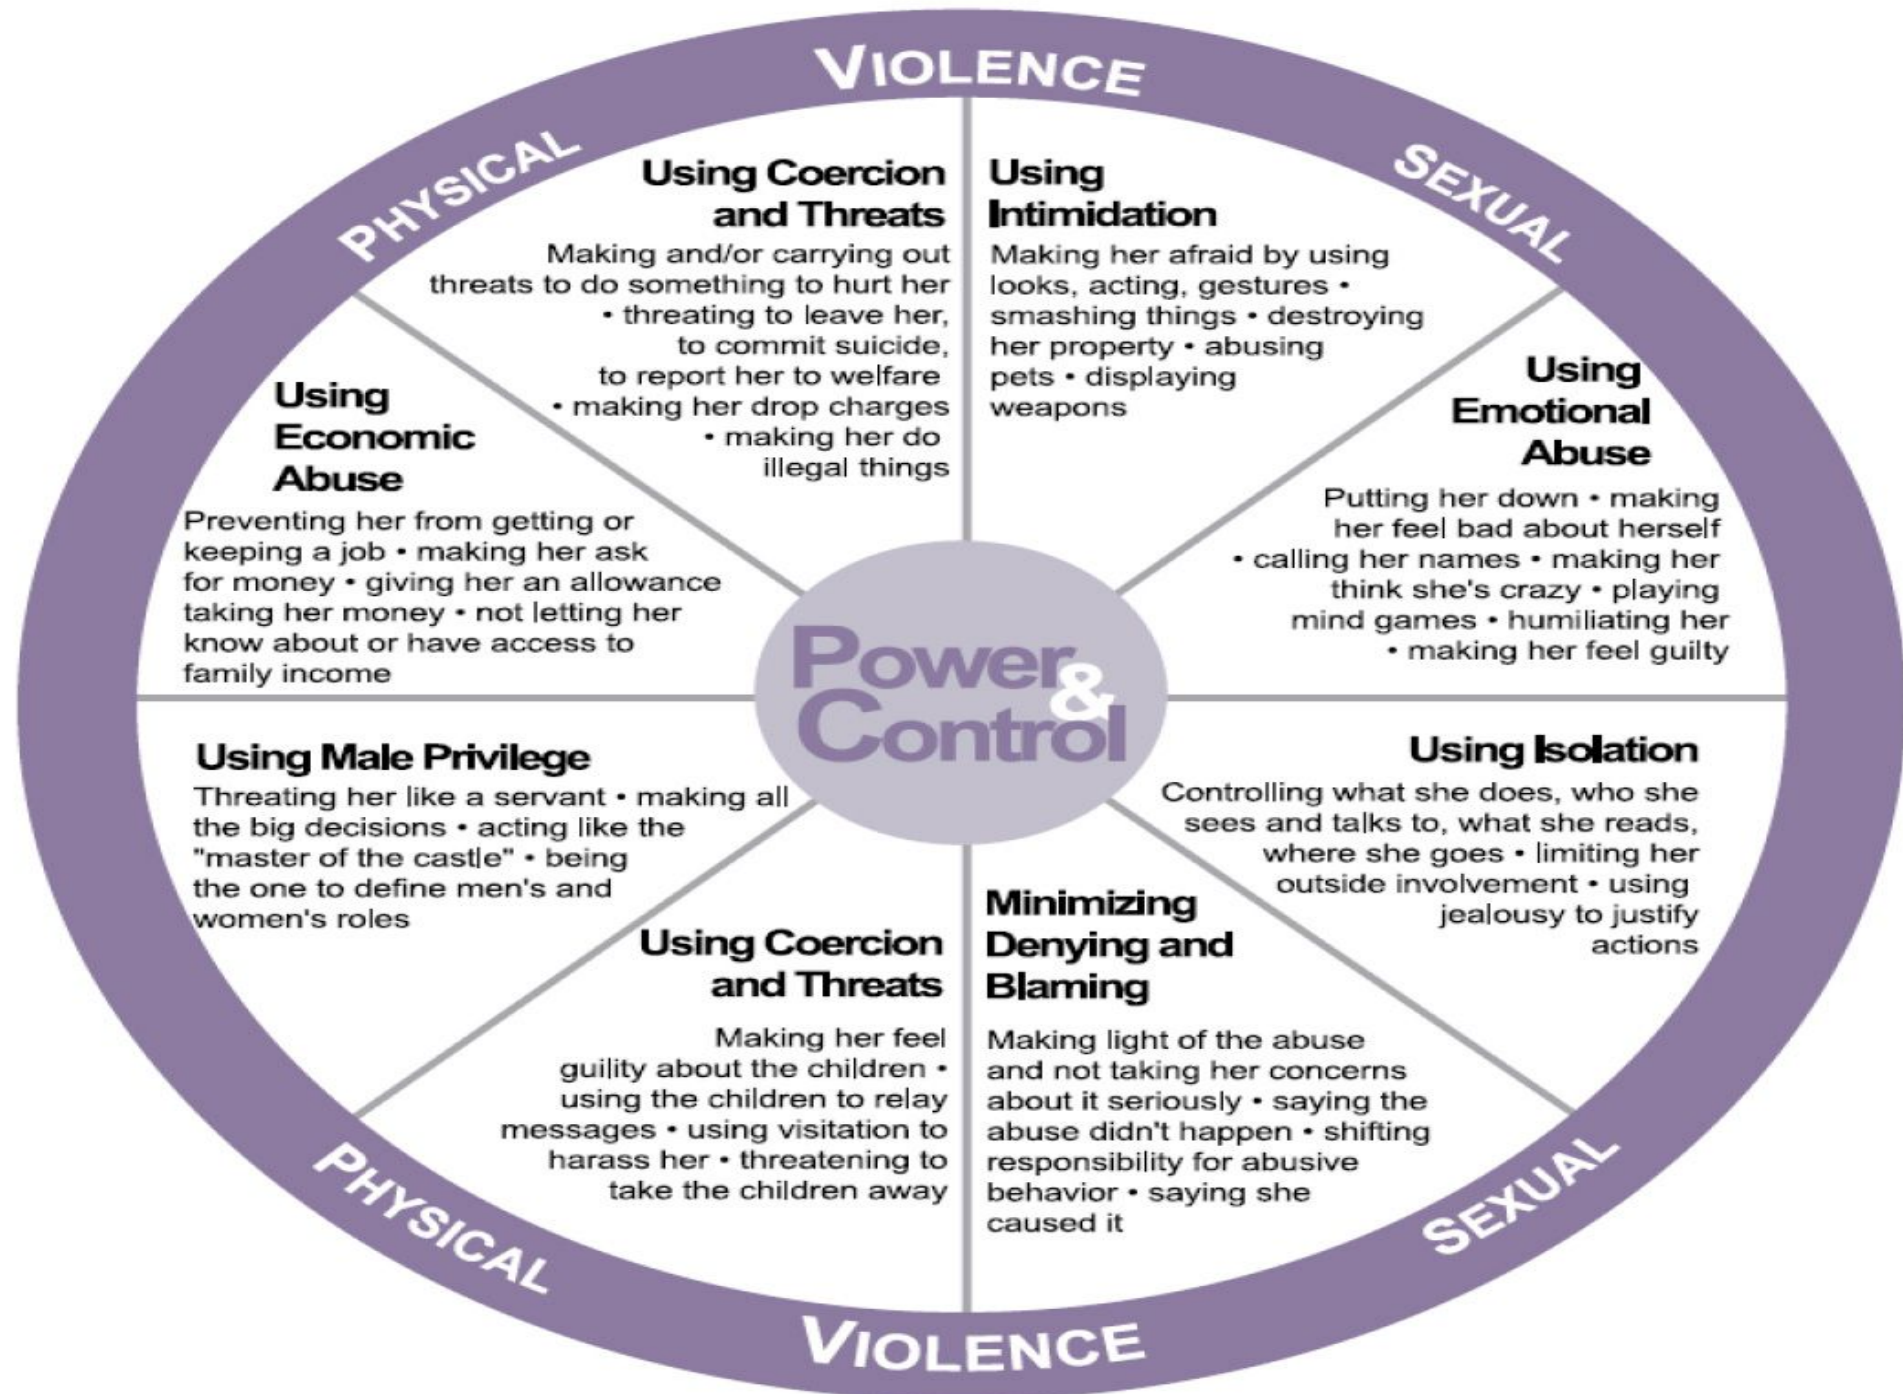 VIOLENCE
PHYSICAL
SEXUAL
Using Coercion
and Threats
Making and/or carrying out
threats to do something to hurt her
• threating to leave her,
to commit suicide,
to report her to welfare
• making her drop charges
• making her do
illegal things
Using
Intimidation
Making her afraid by using
looks, acting, gestures •
smashing things • destroying
her property • abusing
pets • displaying
weapons
Using
Economic
Abuse
Preventing her from getting or
keeping a job • making her ask
for money • giving her an allowance
taking her money • not letting her
know about or have access to
family income
Using
Emotional
Abuse
Putting her down • making
her feel bad about herself
• calling her names • making her
think she's crazy • playing
mind games • humiliating her
• making her feel guilty
Power
&
Control
Using Male Privilege
Threating her like a servant • making all
the big decisions • acting like the
"master of the castle" • being
the one to define men's and
women's roles
Using Isolation
Controlling what she does, who she
sees and talks to, what she reads,
where she goes • limiting her
outside involvement • using
jealousy to justify
actions
Using Coercion
and Threats
Making her feel
guility about the children •
using the children to relay
messages • using visitation to
harass her • threatening to
take the children away
Minimizing
Denying and
Blaming
Making light of the abuse
and not taking her concerns
about it seriously • saying the
abuse didn't happen • shifting
responsibility for abusive
behavior • saying she
caused it
PHYSICAL
SEXUAL
VIOLENCE